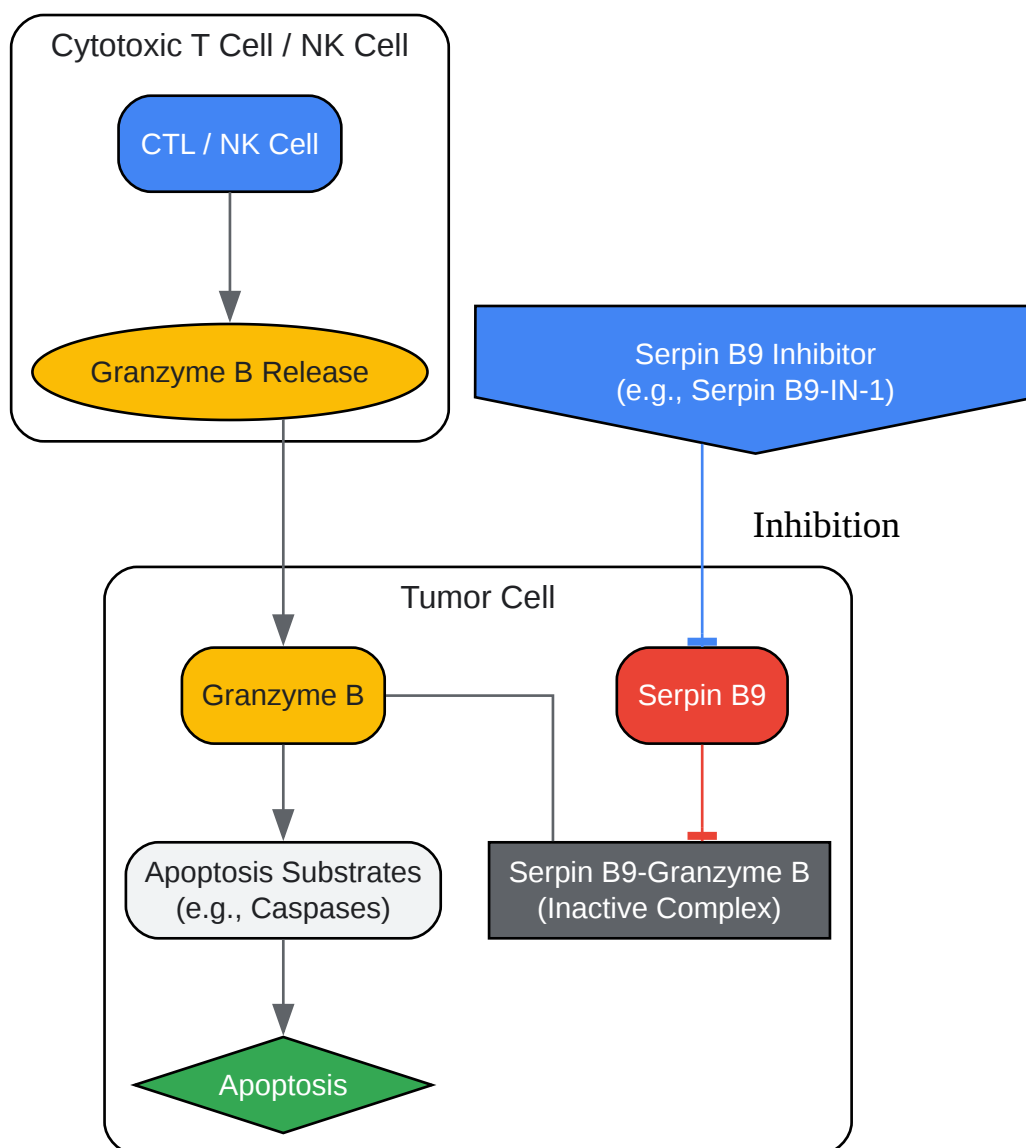 Cytotoxic T Cell / NK Cell
CTL / NK Cell
Granzyme B Release
Serpin B9 Inhibitor
(e.g., Serpin B9-IN-1)
Inhibition
Tumor Cell
Granzyme B
Serpin B9
Apoptosis Substrates
(e.g., Caspases)
Serpin B9-Granzyme B
(Inactive Complex)
Apoptosis